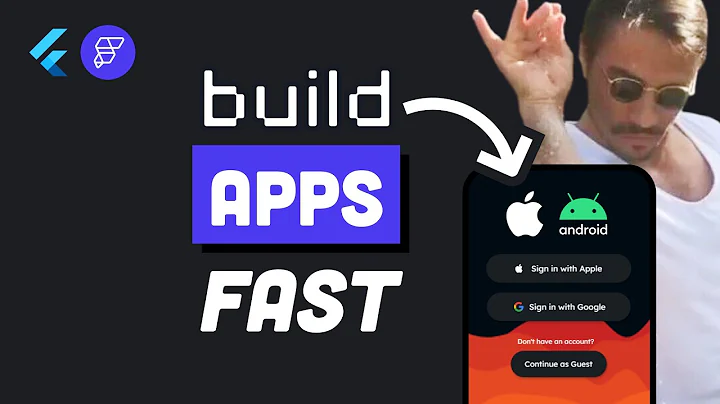 build
APPS
FAST
android
Sign in with Apple
Sign in with Google
Don't have an account?
Continue as Guest